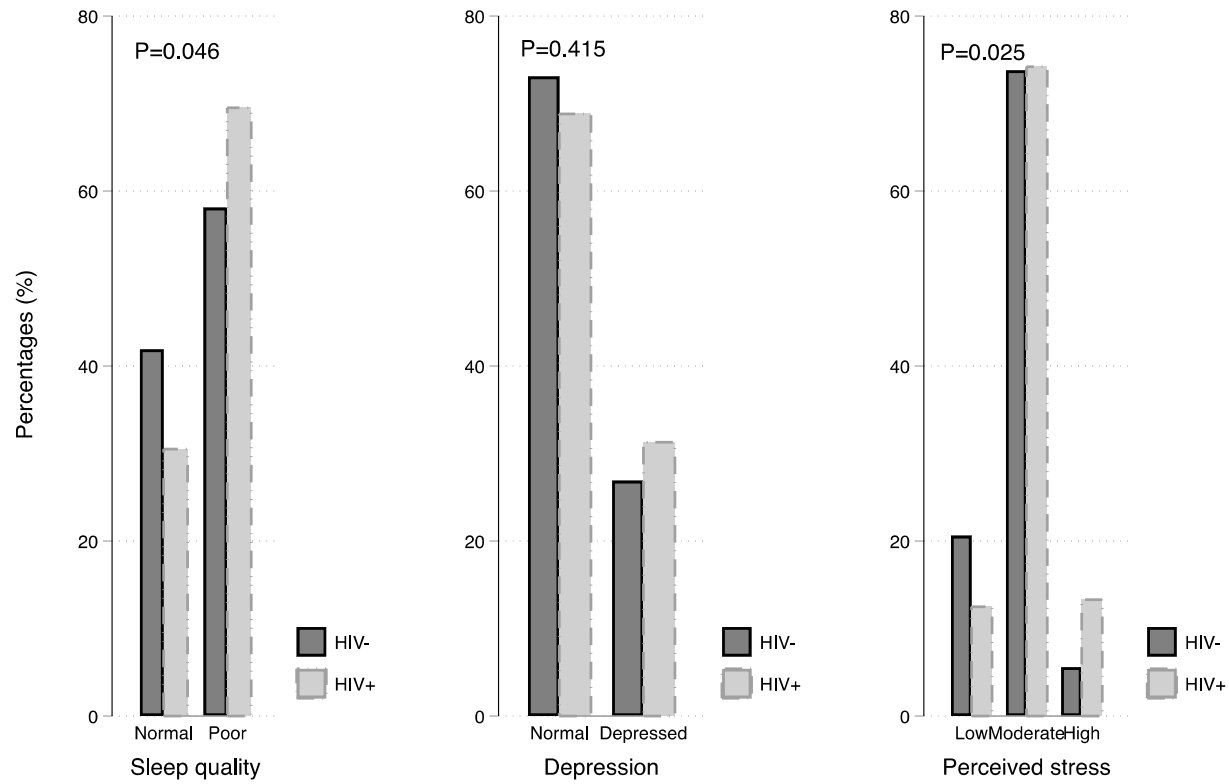 Percentages (%)
80
60
40
20
0
P=0.046
Normal Poor
Sleep quality
HIV-
HIV+
80
60
40
20
0
P=0.415
Normal Depressed
Depression
HIV-
HIV+
80
60
40
20
0
P=0.025
Low Moderate High
Perceived stress
HIV-
HIV+